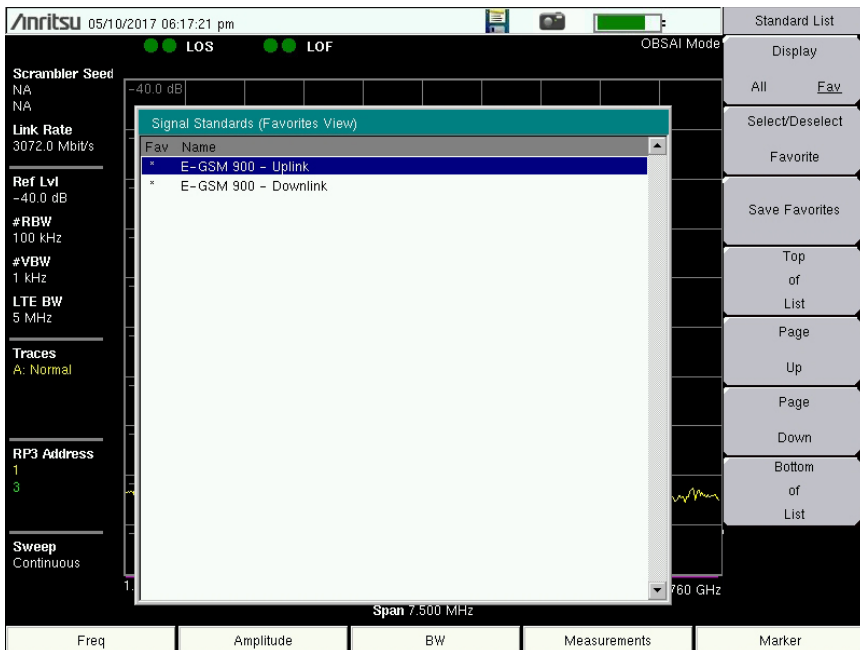 Anritsu 05/10/2017 06:17:21 pm
Standard List
LOS LOF OBSAI Mode
Scrambler Seed
NA
NA
Link Rate
3072.0 Mbit/s
Ref Lvl
-40.0 dB
#RBW
100 kHz
#VBW
1 kHz
LTE BW
5 MHz
Traces
A: Normal
RP3 Address
1
3
Sweep
Continuous
-40.0 dB
Signal Standards (Favorites View)
Fav Name
* E-GSM 900 - Uplink
* E-GSM 900 - Downlink
1.
760 GHz
Span 7.500 MHz
Display
All Fav
Select/Deselect
Favorite
Save Favorites
Top
of
List
Page
Up
Page
Down
Bottom
of
List
Freq Amplitude BW Measurements Marker